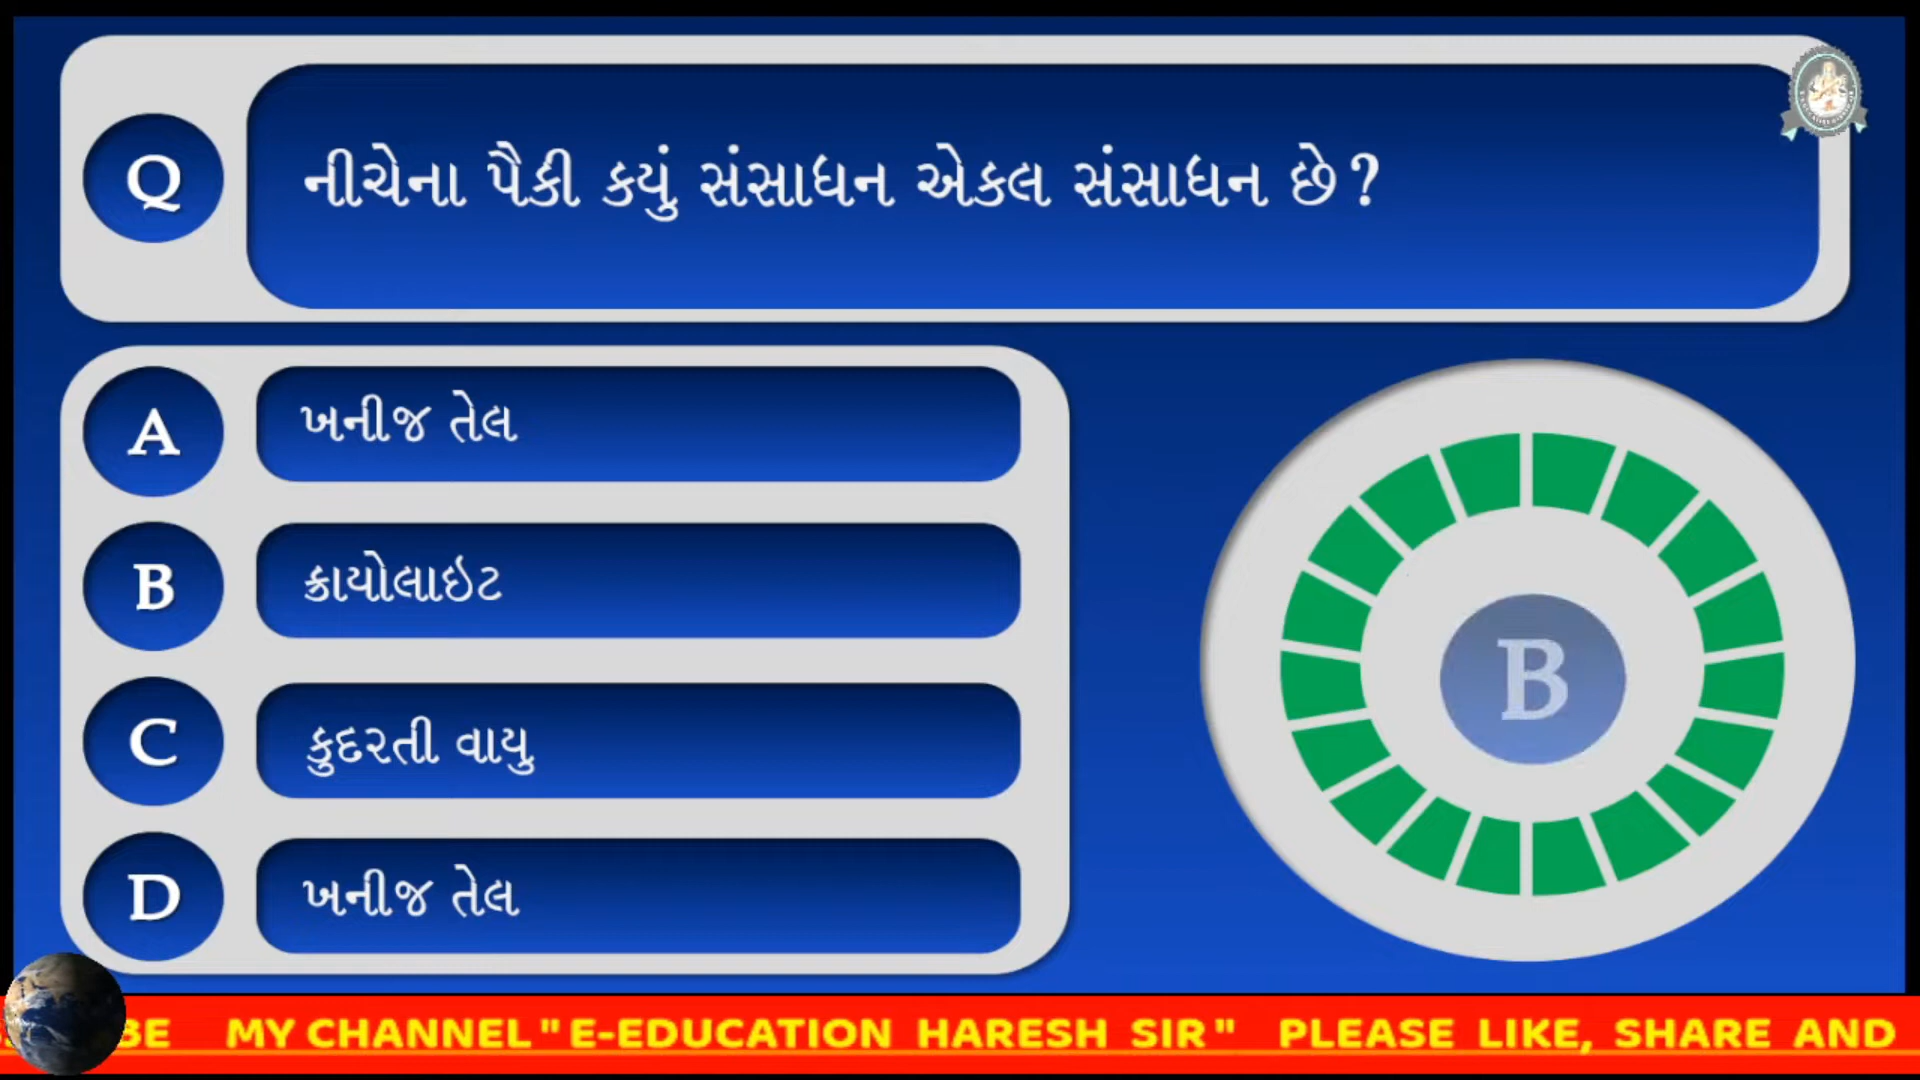 Q
નીચેના પૈકી કયું સંસાધન એકલ સંસાધન છે?
A
ખનીજ તેલ
B
ક્રાયોલાઇટ
C
કુદરતી વાયુ
D
ખનીજ તેલ
B
BE MY CHANNEL "E-EDUCATION HARESH SIR" PLEASE LIKE, SHARE AND